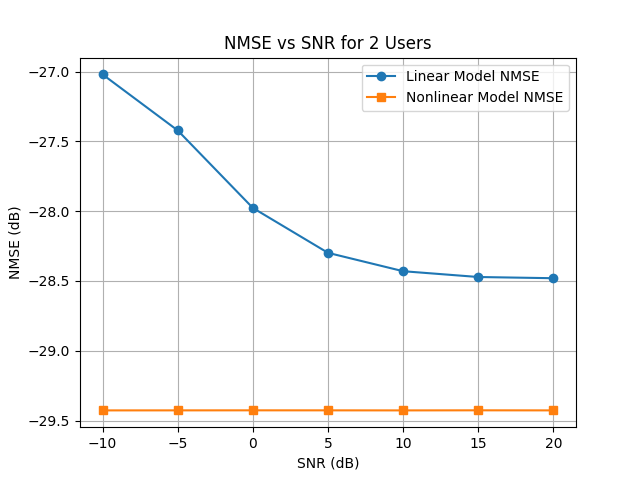 NMSE vs SNR for 2 Users
Linear Model NMSE
Nonlinear Model NMSE
NMSE (dB)
−27.0
−27.5
−28.0
−28.5
−29.0
−29.5
−10
−5
0
5
10
15
20
SNR (dB)